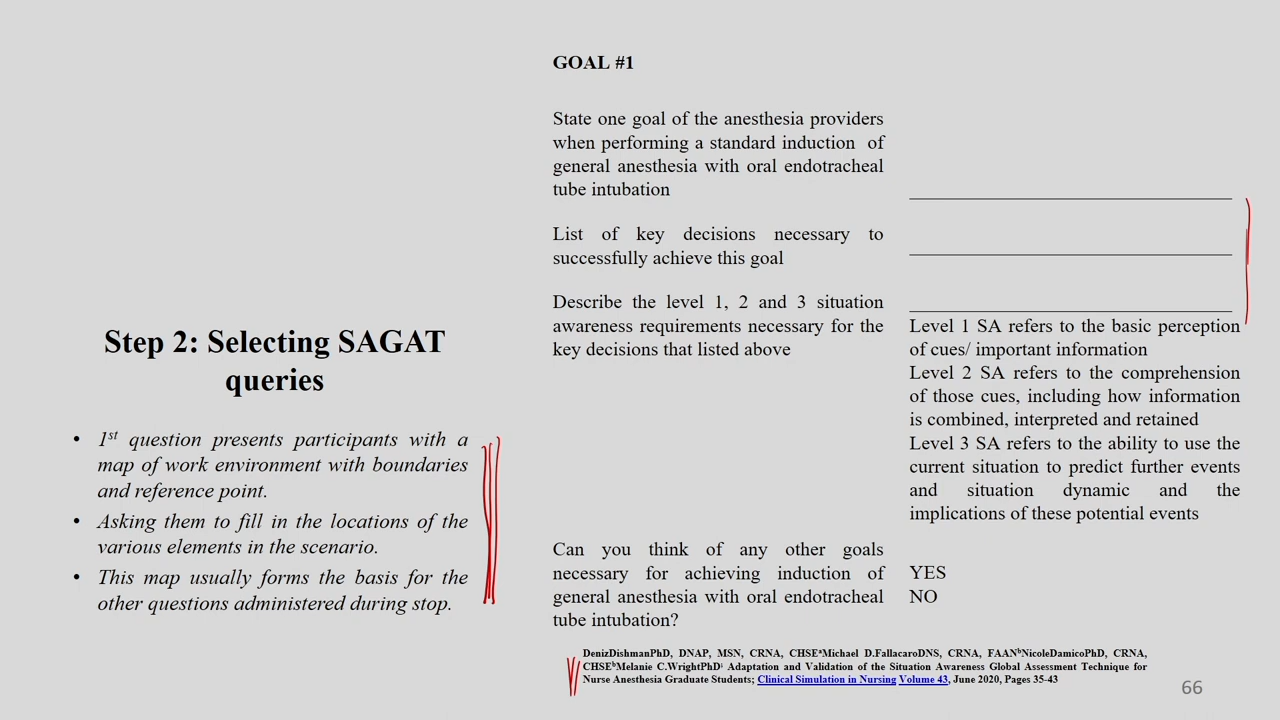 Step 2: Selecting SAGAT
queries
• 1st question presents participants with a
map of work environment with boundaries
and reference point.
• Asking them to fill in the locations of the
various elements in the scenario.
• This map usually forms the basis for the
other questions administered during stop.
GOAL #1
State one goal of the anesthesia providers
when performing a standard induction of
general anesthesia with oral endotracheal
tube intubation
List of key decisions necessary to
successfully achieve this goal
Describe the level 1, 2 and 3 situation
awareness requirements necessary for the
key decisions that listed above
Level 1 SA refers to the basic perception
of cues/ important information
Level 2 SA refers to the comprehension
of those cues, including how information
is combined, interpreted and retained
Level 3 SA refers to the ability to use the
current situation to predict further events
and situation dynamic and the
implications of these potential events
Can you think of any other goals
necessary for achieving induction of
general anesthesia with oral endotracheal
tube intubation?
YES
NO
DenizDishmanPhD, DNAP, MSN, CRNA, CHSEᵃMichael D.FallacaroDNS, CRNA, FAANᵇNicoleDamicoPhD, CRNA,
CHSEᵇMelanie C.WrightPhDᶜ Adaptation and Validation of the Situation Awareness Global Assessment Technique for
Nurse Anesthesia Graduate Students; Clinical Simulation in Nursing Volume 43, June 2020, Pages 35-43
66